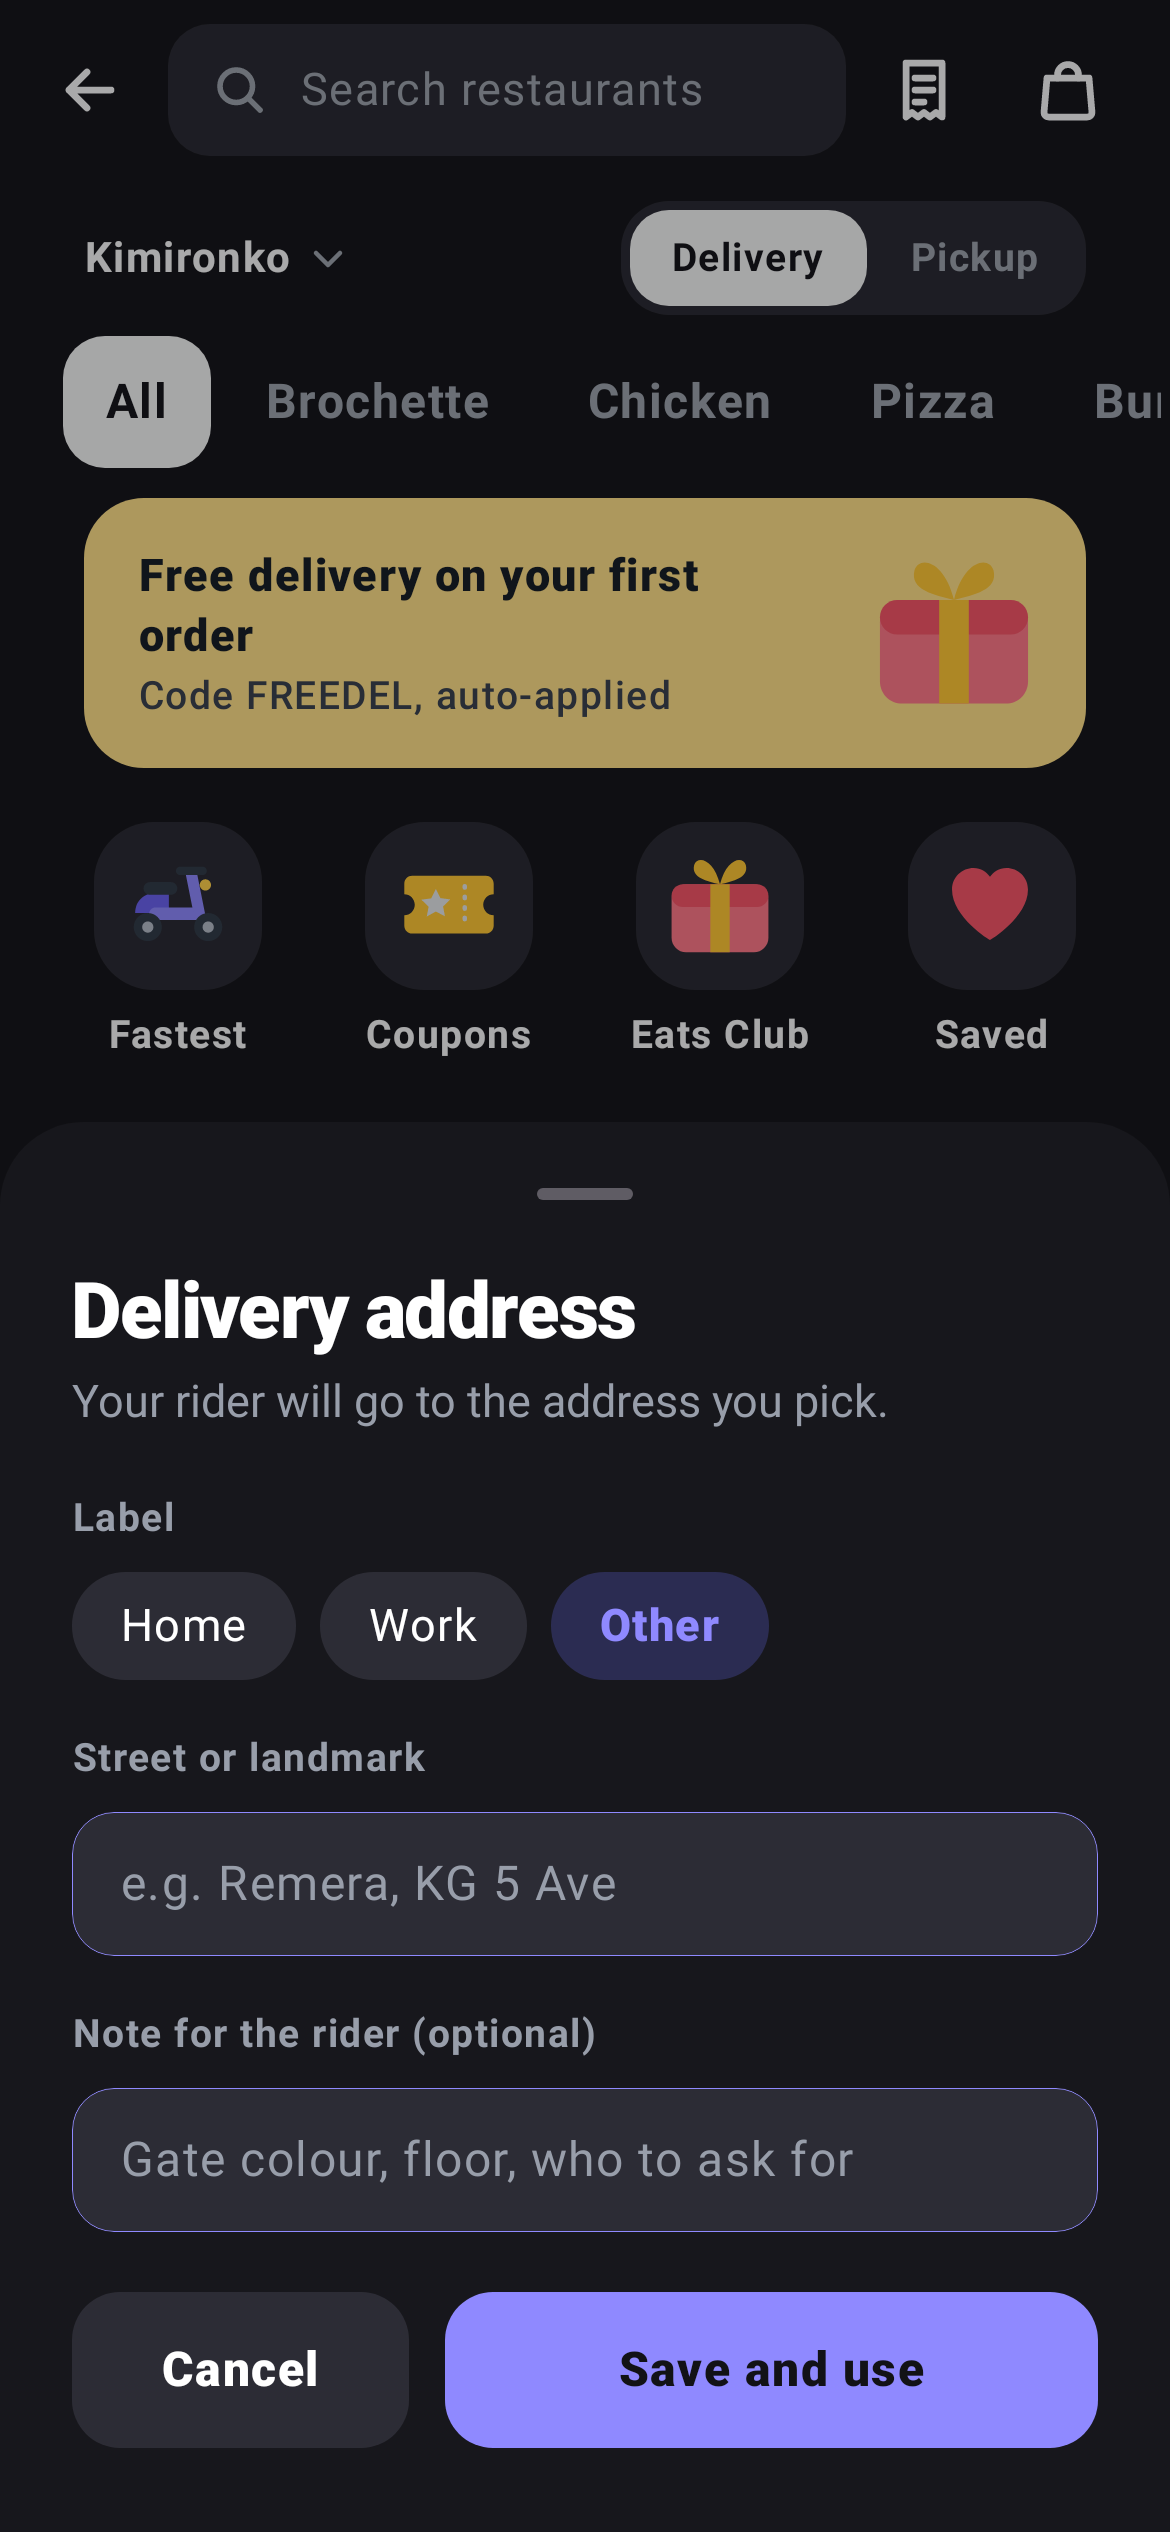 Search restaurants
Kimironko
Delivery
Pickup
All
Brochette
Chicken
Pizza
Free delivery on your first
order
Code FREEDEL, auto-applied
Fastest
Coupons
Eats Club
Saved
Delivery address
Your rider will go to the address you pick.
Label
Home
Work
Other
Street or landmark
e.g. Remera, KG 5 Ave
Note for the rider (optional)
Gate colour, floor, who to ask for
Cancel
Save and use